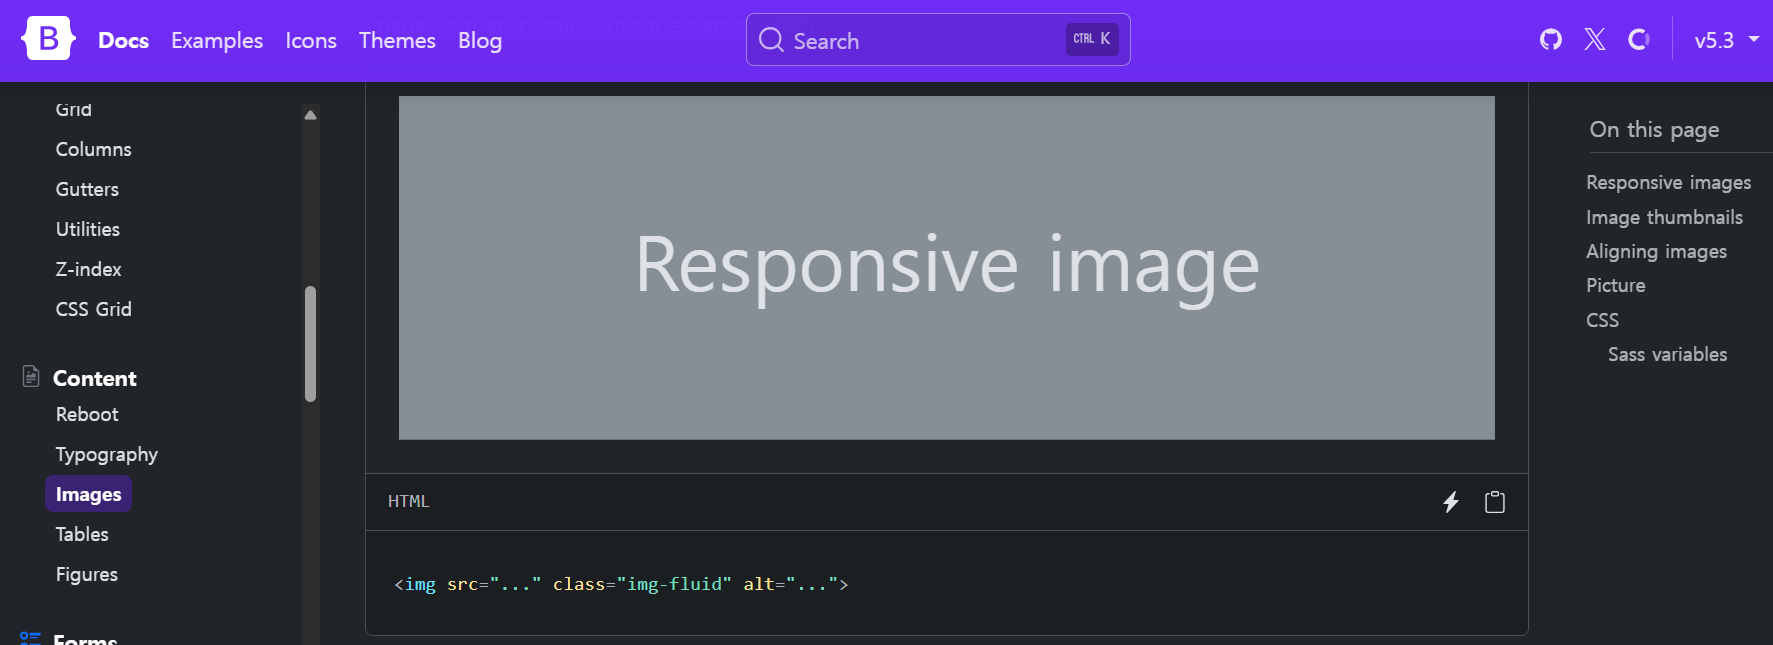 B Docs Examples Icons Themes Blog Search CTRL K v5.3
Grid
Columns
Gutters
Utilities
Z-index
CSS Grid
Content
Reboot
Typography
Images
Tables
Figures
Forms
Responsive image
HTML
<img src="..." class="img-fluid" alt="...">
On this page
Responsive images
Image thumbnails
Aligning images
Picture
CSS
Sass variables